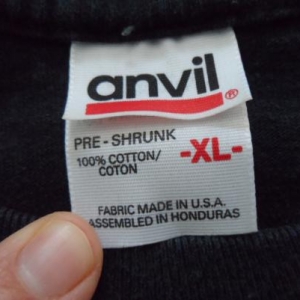 anvil®
PRE-SHRUNK
100% COTTON/
COTON
-XL-
FABRIC MADE IN U.S.A.
ASSEMBLED IN HONDURAS